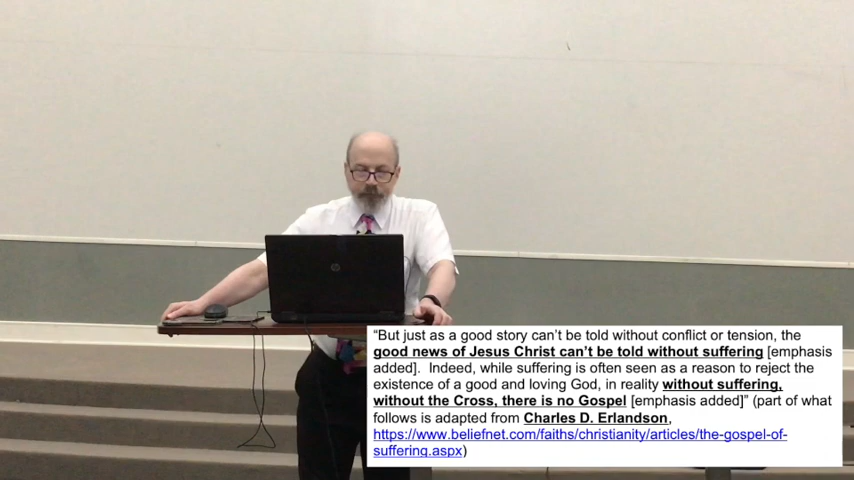 “But just as a good story can’t be told without conflict or tension, the
good news of Jesus Christ can’t be told without suffering [emphasis
added].  Indeed, while suffering is often seen as a reason to reject the
existence of a good and loving God, in reality without suffering,
without the Cross, there is no Gospel [emphasis added]” (part of what
follows is adapted from Charles D. Erlandson,
https://www.beliefnet.com/faiths/christianity/articles/the-gospel-of-
suffering.aspx)
hp